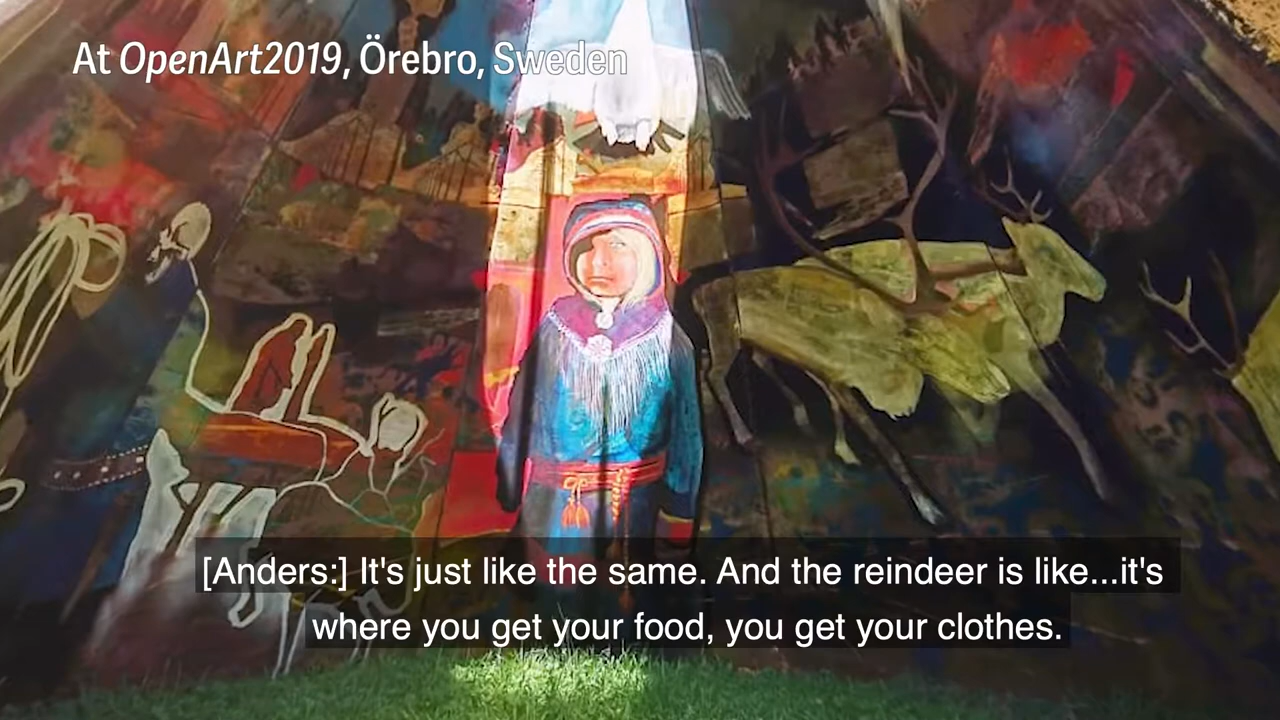 At OpenArt2019, Örebro, Sweden
[Anders:] It's just like the same. And the reindeer is like...it's
where you get your food, you get your clothes.